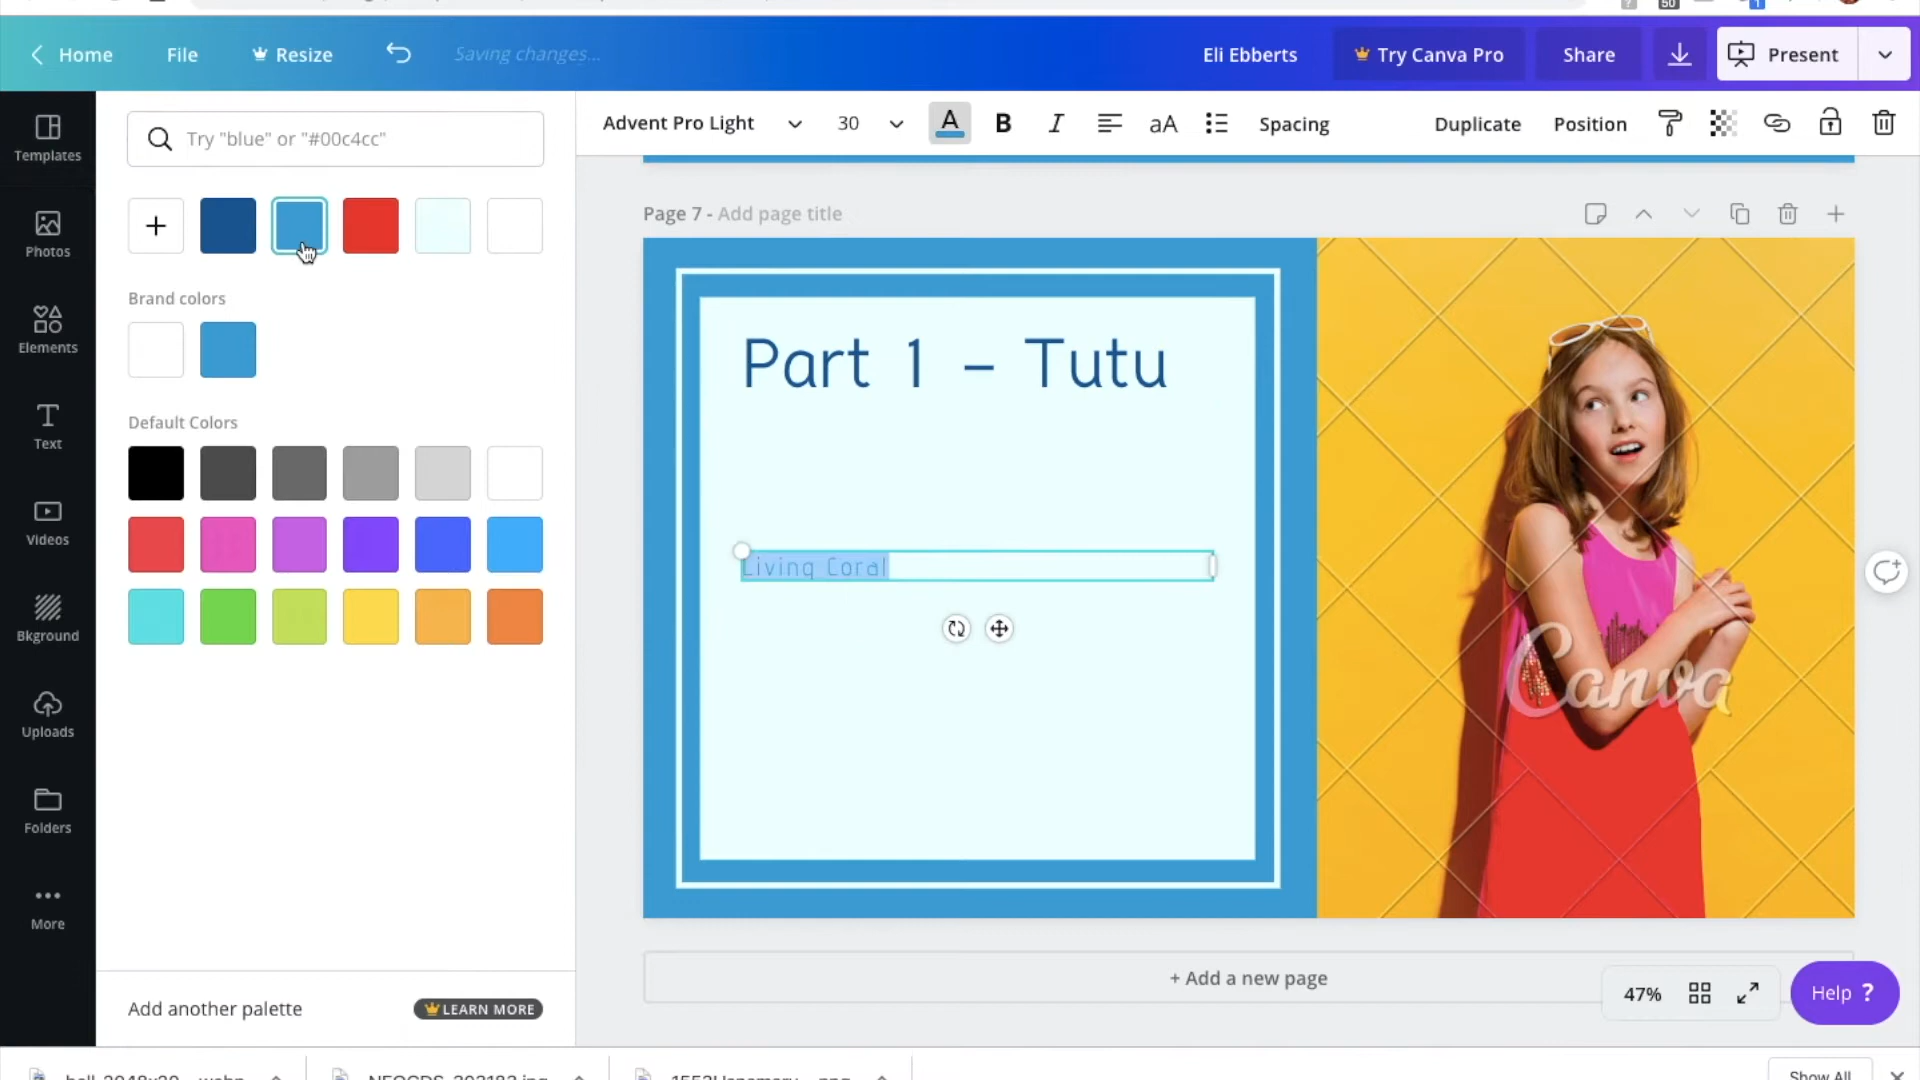 Home File Resize Saving changes... Eli Ebberts Try Canva Pro Share Present
Advent Pro Light 30 A B I aA Spacing Duplicate Position
Try "blue" or "#00c4cc"
Templates
Photos
Elements
Text
Videos
Bkground
Uploads
Folders
More
Brand colors
Default Colors
Add another palette
LEARN MORE
Page 7 - Add page title
Part 1 – Tutu
Living Coral
Canva
+ Add a new page
47%
Help ?
Show All
50
1